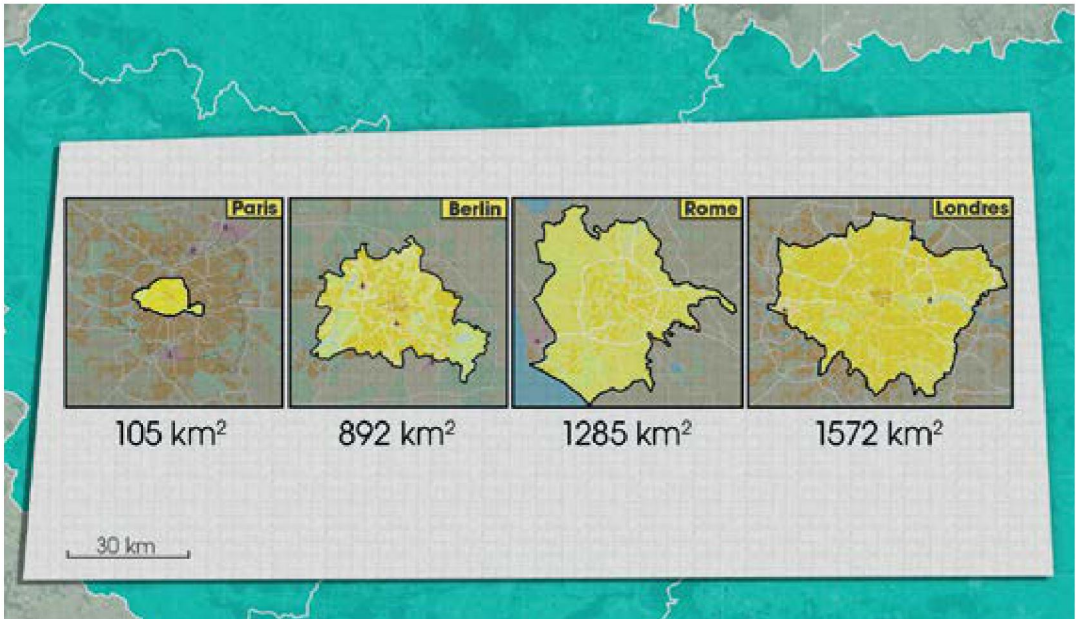 Paris
Berlin
Rome
Londres
105 km²
892 km²
1285 km²
1572 km²
30 km